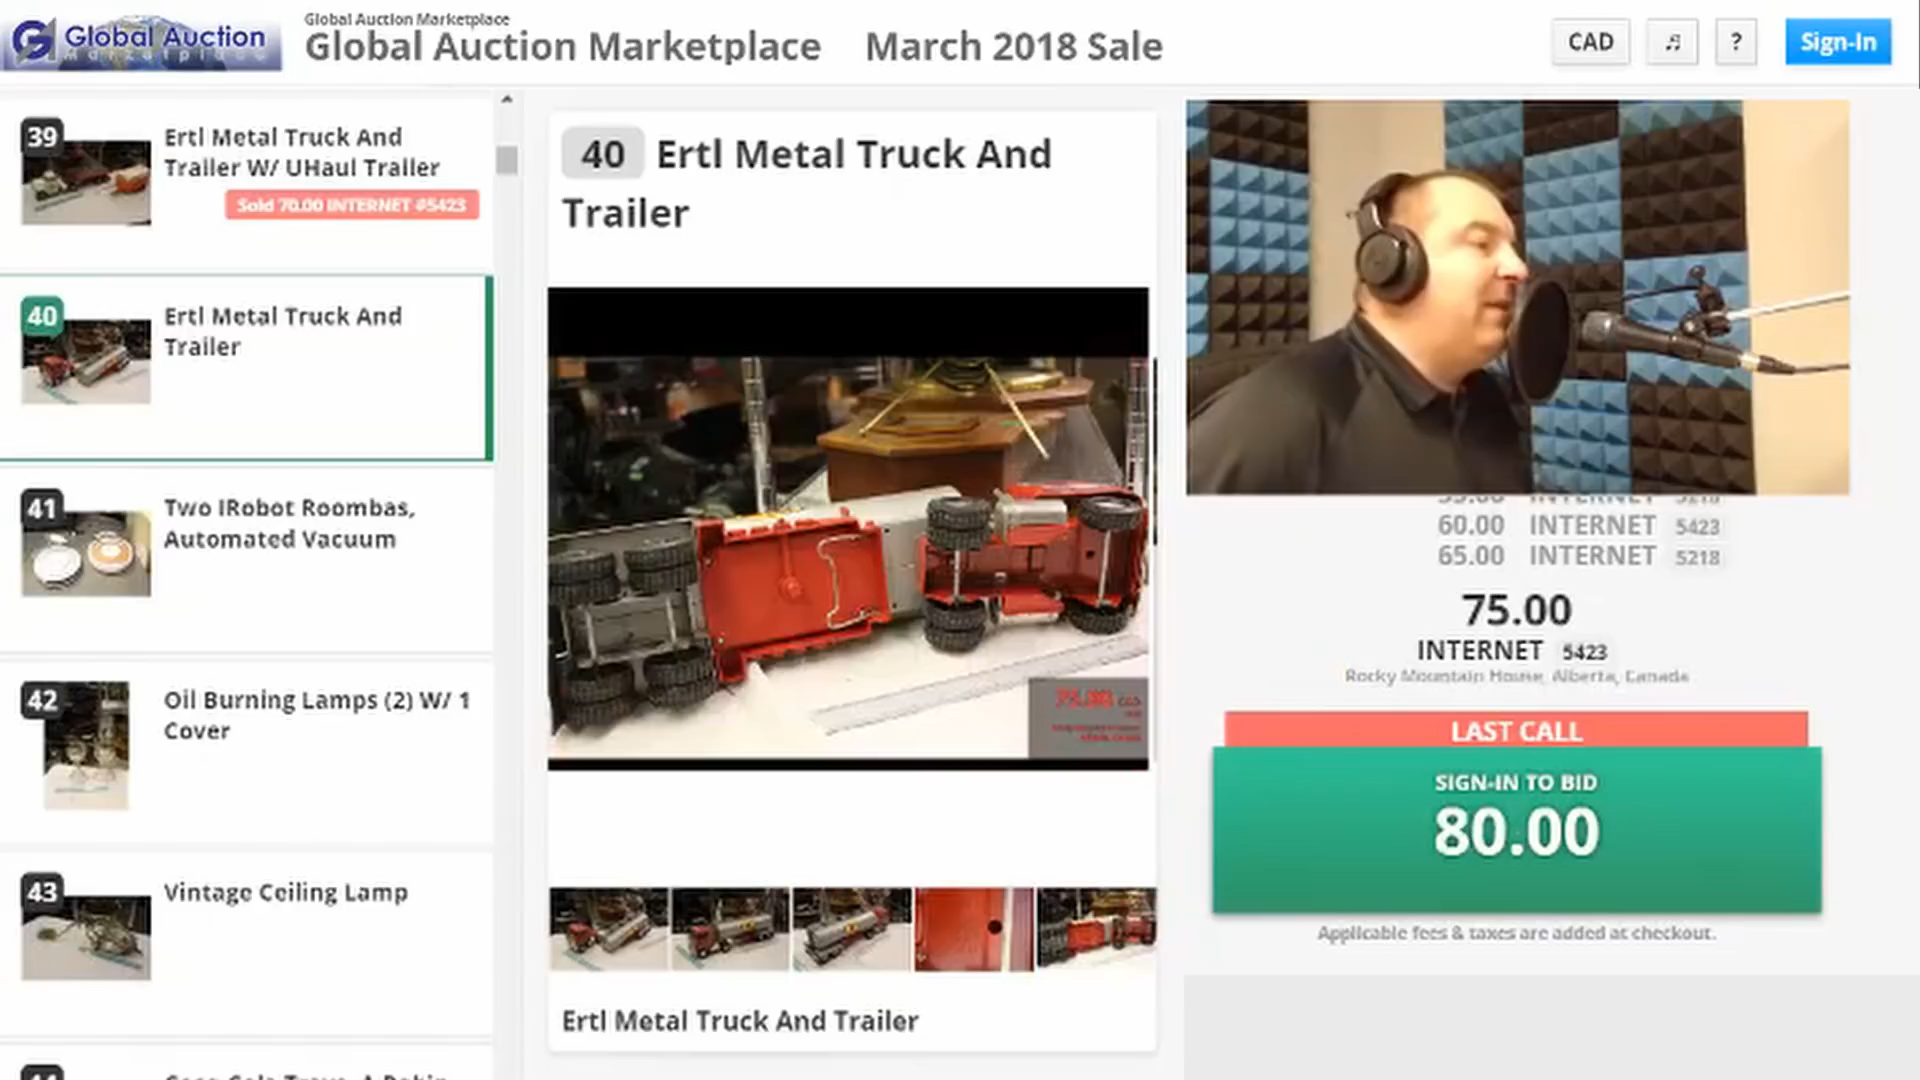 Global Auction
marketplace
Global Auction Marketplace
Global Auction Marketplace March 2018 Sale
CAD
?
Sign-In
39
Ertl Metal Truck And
Trailer W/ UHaul Trailer
Sold 70.00 INTERNET #5423
40
Ertl Metal Truck And
Trailer
41
Two IRobot Roombas,
Automated Vacuum
42
Oil Burning Lamps (2) W/ 1
Cover
43
Vintage Ceiling Lamp
40 Ertl Metal Truck And
Trailer
75.00 CAD
Ertl Metal Truck And Trailer
60.00 INTERNET 5423
65.00 INTERNET 5218
75.00
INTERNET 5423
Rocky Mountain House, Alberta, Canada
LAST CALL
SIGN-IN TO BID
80.00
Applicable fees & taxes are added at checkout.